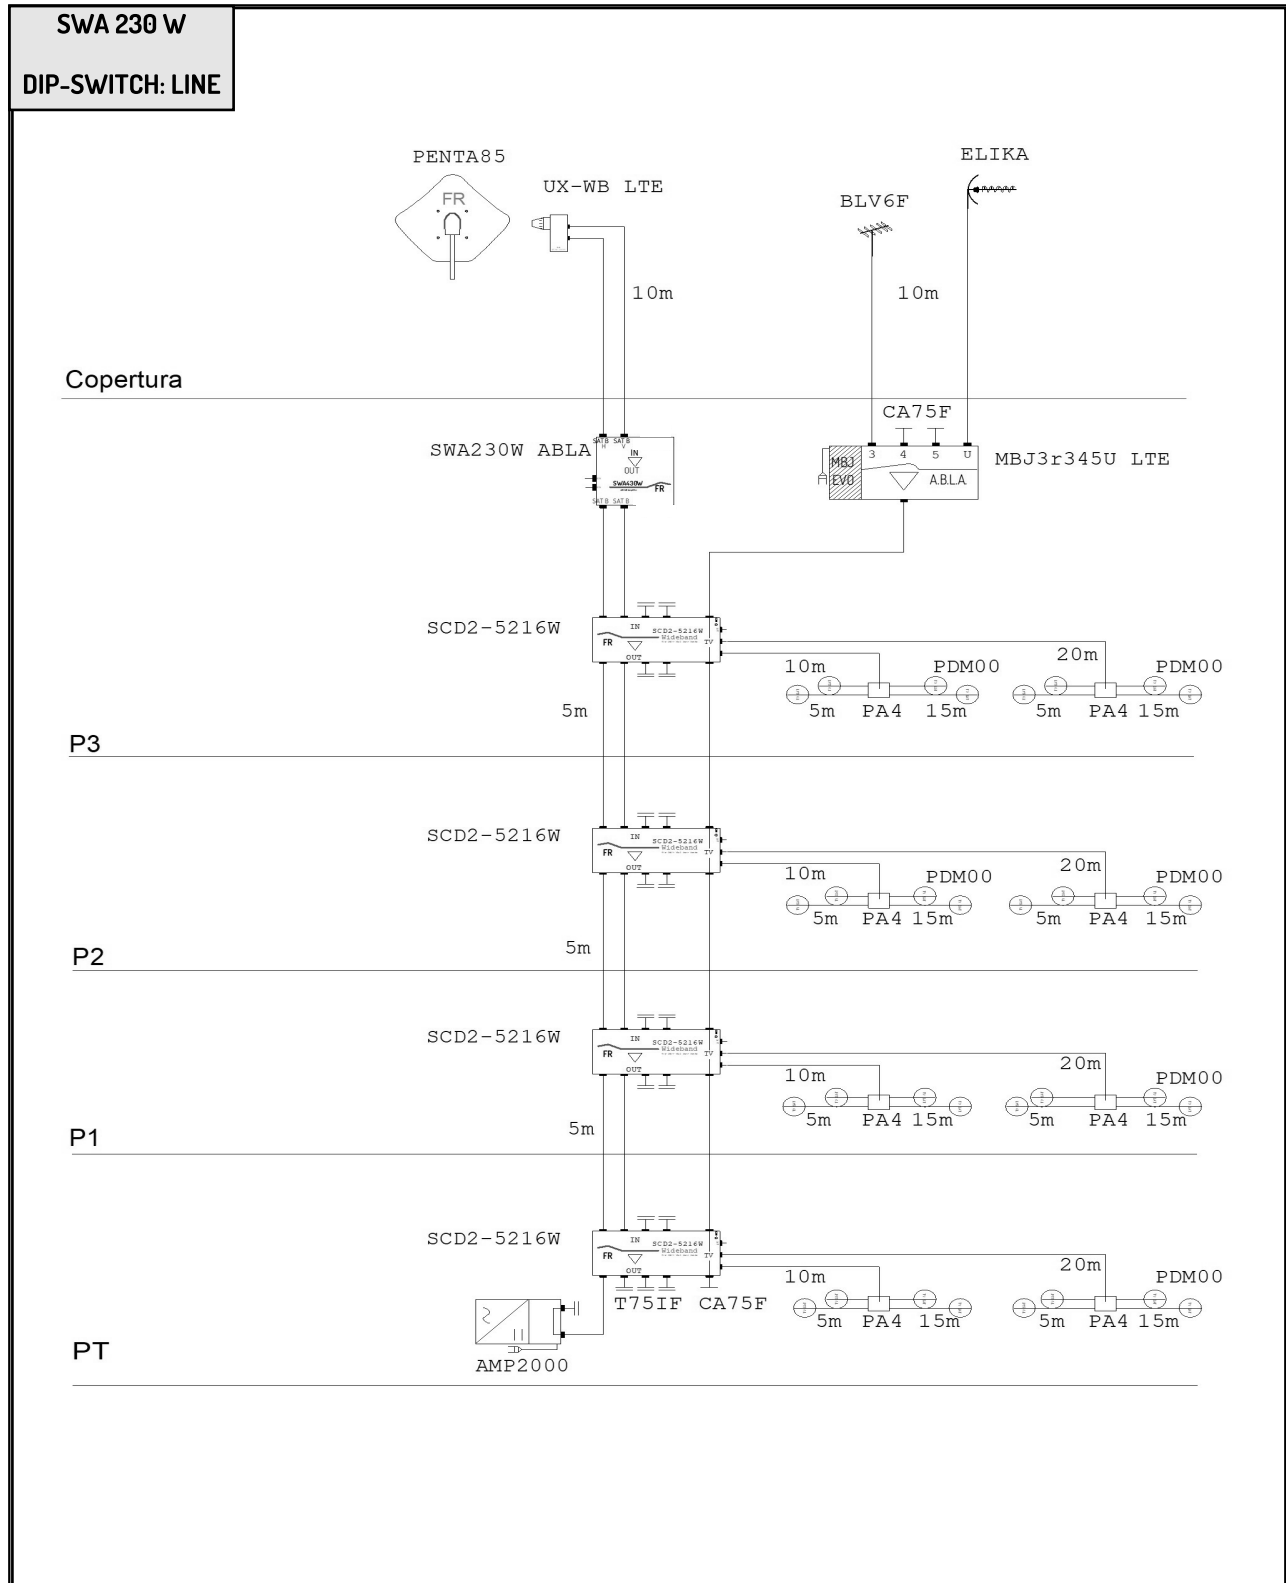 SWA 230 W
DIP-SWITCH: LINE
PENTA85
FR
UX-WB LTE
ELIKA
BLV6F
10m
10m
Copertura
CA75F
SWA230W ABLA
SAT B SAT B
H V
IN
OUT
SWA430W
FR
SAT B SAT B
3 4 5 U
MBJ
EVO
A.B.L.A.
MBJ3r345U LTE
SCD2-5216W
IN
SCD2-5216W
Wideband
FR
TV
OUT
10m
PDM00
20m
PDM00
5m
5m PA4 15m
5m PA4 15m
P3
SCD2-5216W
IN
SCD2-5216W
Wideband
FR
TV
OUT
10m
PDM00
20m
PDM00
5m PA4 15m
5m PA4 15m
5m
P2
SCD2-5216W
IN
SCD2-5216W
Wideband
FR
TV
OUT
10m
20m
PDM00
5m PA4 15m
5m PA4 15m
5m
P1
SCD2-5216W
IN
SCD2-5216W
Wideband
FR
TV
OUT
10m
20m
PDM00
T75IF CA75F
5m PA4 15m
5m PA4 15m
PT
AMP2000